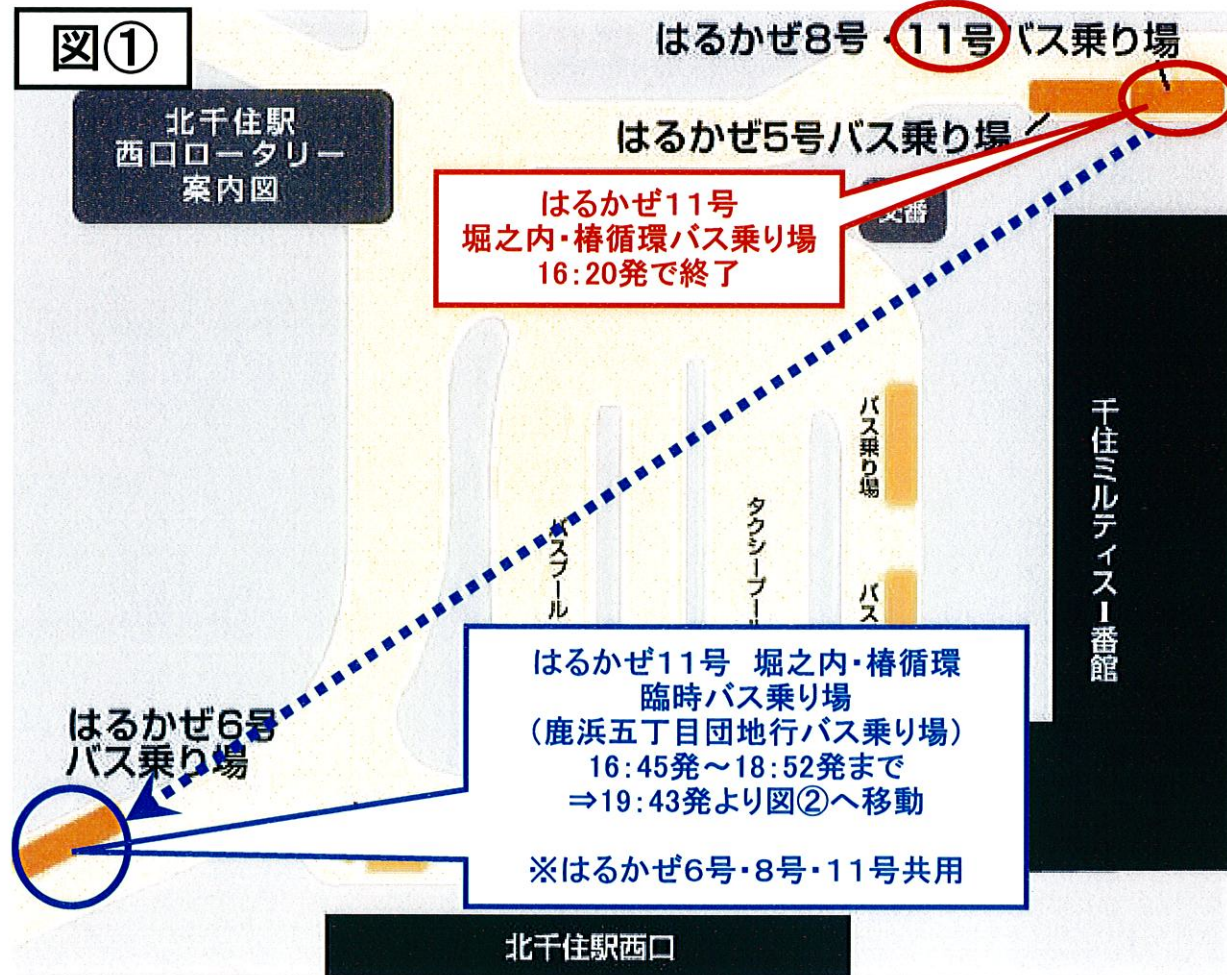 図①
はるかぜ8号・11号バス乗り場
北千住駅
西口ロータリー
案内図
はるかぜ5号バス乗り場
はるかぜ11号
堀之内・椿循環バス乗り場
16:20発で終了
交番
バス乗り場
千住ミルディスⅠ番館
タクシープール
バスプール
バス
はるかぜ11号 堀之内・椿循環
臨時バス乗り場
(鹿浜五丁目団地行バス乗り場)
16:45発~18:52発まで
⇒19:43発より図②へ移動
※はるかぜ6号・8号・11号共用
はるかぜ6号
バス乗り場
北千住駅西口